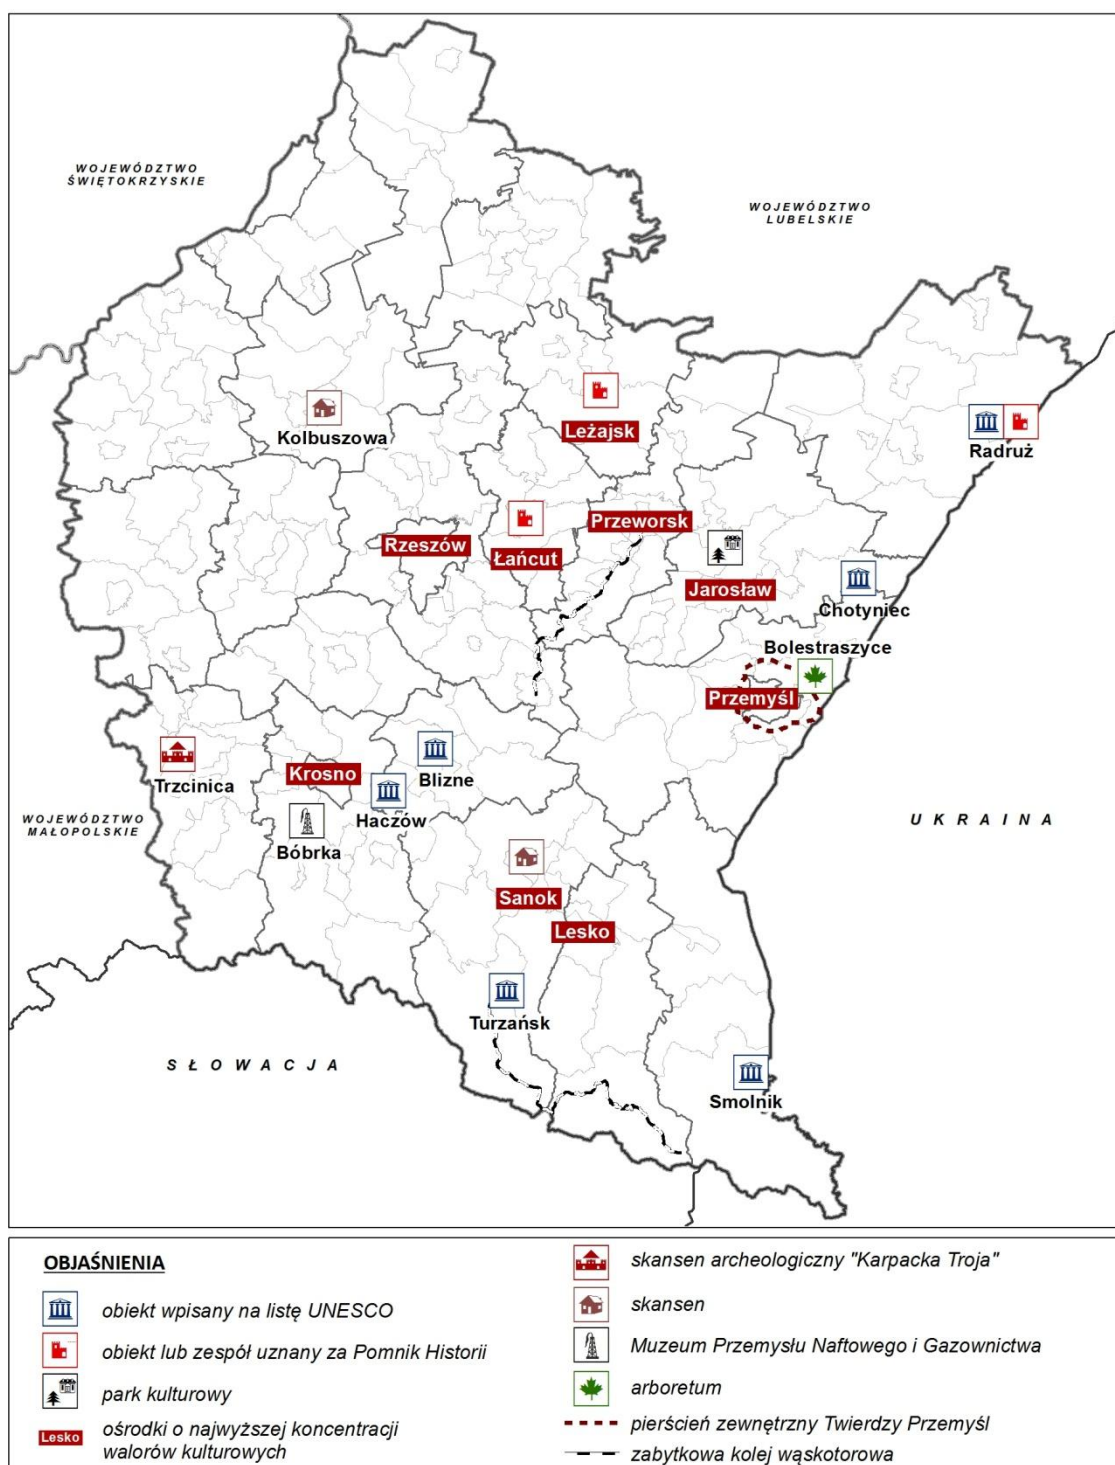 WOJEWÓDZTWO
ŚWIĘTOKRZYSKIE
WOJEWÓDZTWO
LUBELSKIE
Kolbuszowa
Leżajsk
Radruż
Przeworsk
Rzeszów
Łańcut
Jarosław
Chotyniec
Bolestraszyce
Przemyśl
Trzcinica
Krosno
Blizne
Haczów
WOJEWÓDZTWO
MAŁOPOLSKIE
UKRAINA
Bóbrka
Sanok
Lesko
Turzańsk
SŁOWACJA
Smolnik
OBJAŚNIENIA
obiekt wpisany na listę UNESCO
obiekt lub zespół uznany za Pomnik Historii
park kulturowy
Lesko
ośrodki o najwyższej koncentracji
walorów kulturowych
skansen archeologiczny "Karpacka Troja"
skansen
Muzeum Przemysłu Naftowego i Gazownictwa
arboretum
pierścień zewnętrzny Twierdzy Przemyśl
zabytkowa kolej wąskotorowa